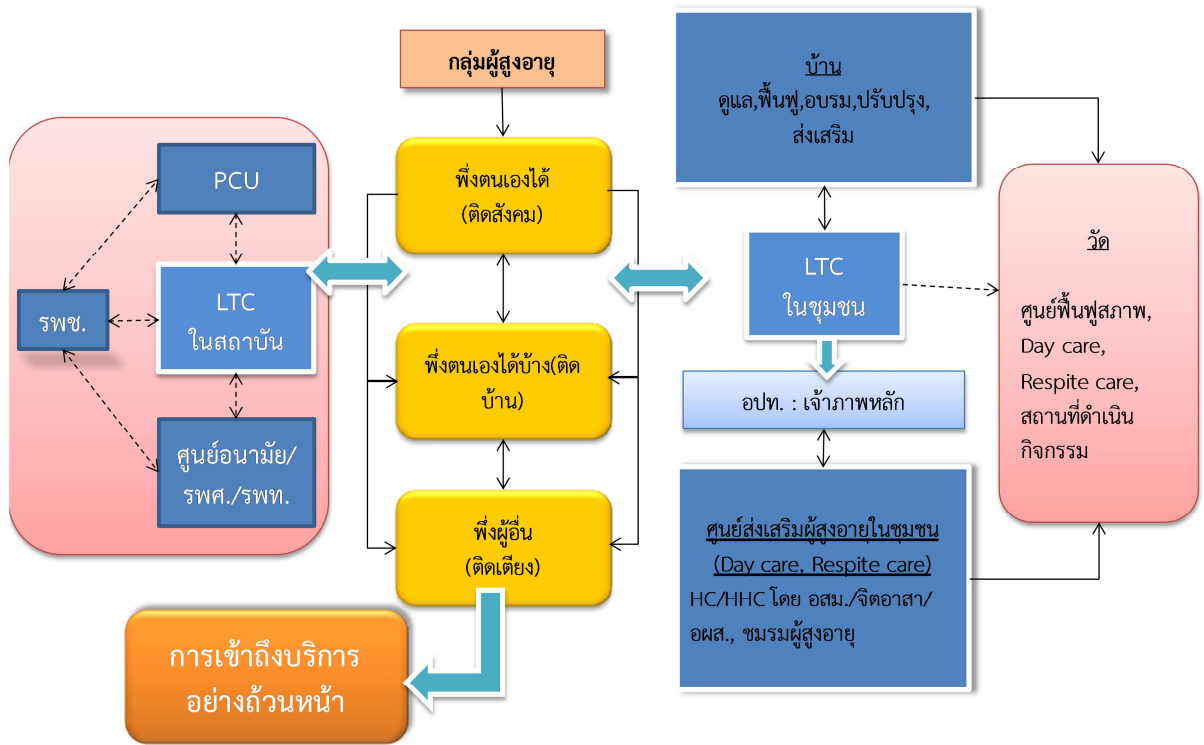 กลุ่มผู้สูงอายุ
PCU
รพช.
LTC
ในสถาบัน
ศูนย์อนามัย/
รพศ./รพท.
พึ่งตนเองได้
(ติดสังคม)
พึ่งตนเองได้บ้าง(ติด
บ้าน)
พึ่งผู้อื่น
(ติดเตียง)
การเข้าถึงบริการ
อย่างถ้วนหน้า
บ้าน
ดูแล,ฟื้นฟู,อบรม,ปรับปรุง,
ส่งเสริม
LTC
ในชุมชน
อปท. : เจ้าภาพหลัก
ศูนย์ส่งเสริมผู้สูงอายุในชุมชน
(Day care, Respite care)
HC/HHC โดย อสม./จิตอาสา/
อผส., ชมรมผู้สูงอายุ
วัด
ศูนย์ฟื้นฟูสภาพ,
Day care,
Respite care,
สถานที่ดำเนิน
กิจกรรม